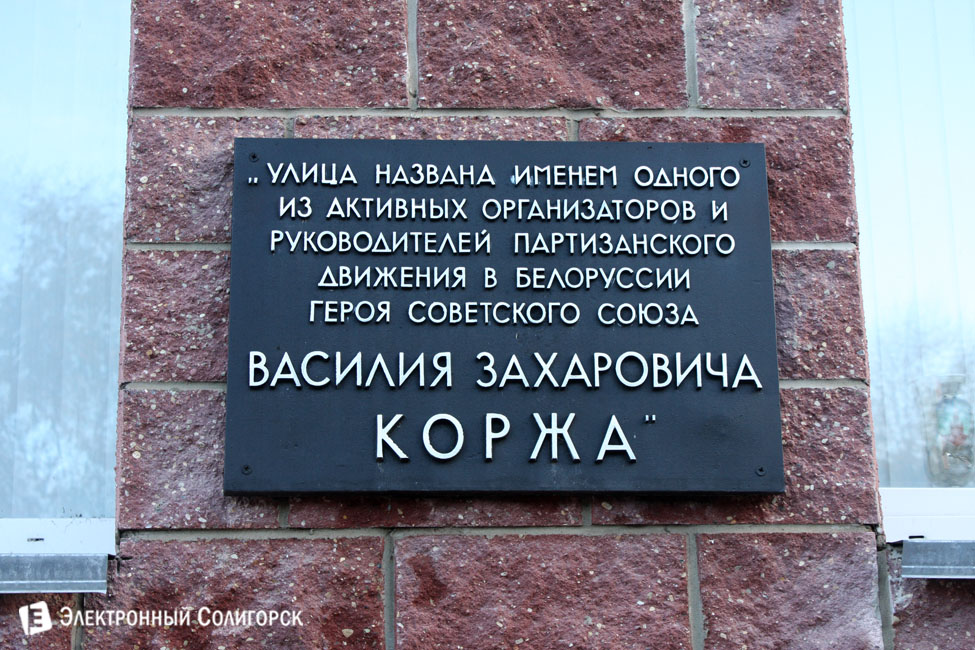 „УЛИЦА НАЗВАНА ИМЕНЕМ ОДНОГО
ИЗ АКТИВНЫХ ОРГАНИЗАТОРОВ И
РУКОВОДИТЕЛЕЙ ПАРТИЗАНСКОГО
ДВИЖЕНИЯ В БЕЛОРУССИИ
ГЕРОЯ СОВЕТСКОГО СОЮЗА
ВАСИЛИЯ ЗАХАРОВИЧА
КОРЖА"
Электронный Солигорск